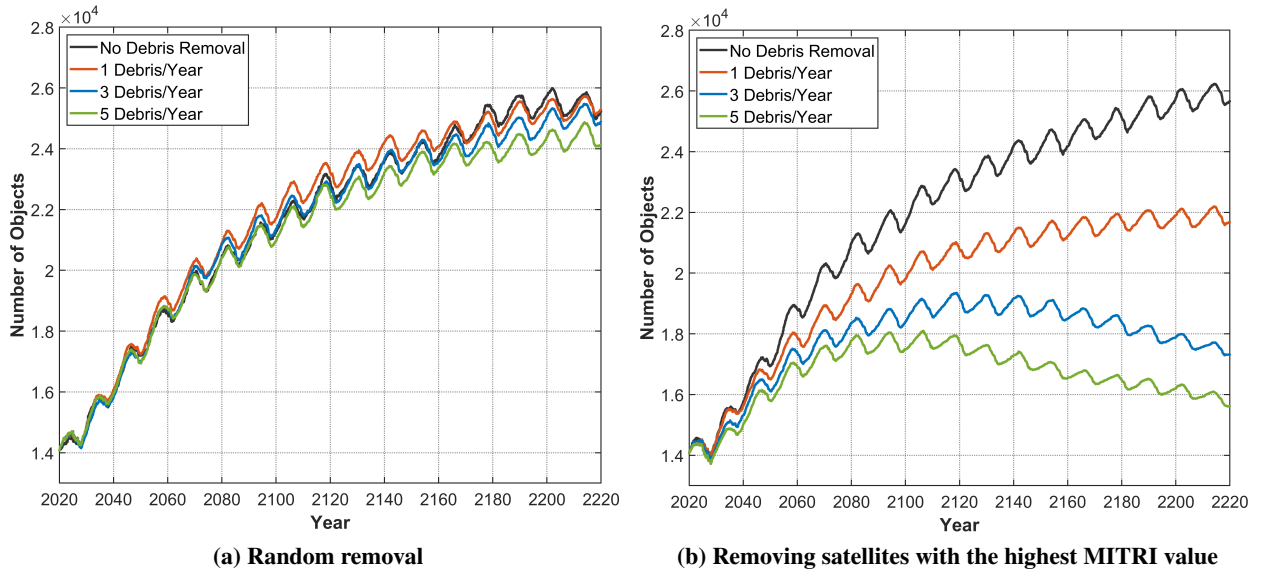 ×10⁴
2.8
2.6
2.4
2.2
2
1.8
1.6
1.4
Number of Objects
No Debris Removal
1 Debris/Year
3 Debris/Year
5 Debris/Year
2020 2040 2060 2080 2100 2120 2140 2160 2180 2200 2220
Year
(a) Random removal
×10⁴
2.8
2.6
2.4
2.2
2
1.8
1.6
1.4
Number of Objects
No Debris Removal
1 Debris/Year
3 Debris/Year
5 Debris/Year
2020 2040 2060 2080 2100 2120 2140 2160 2180 2200 2220
Year
(b) Removing satellites with the highest MITRI value